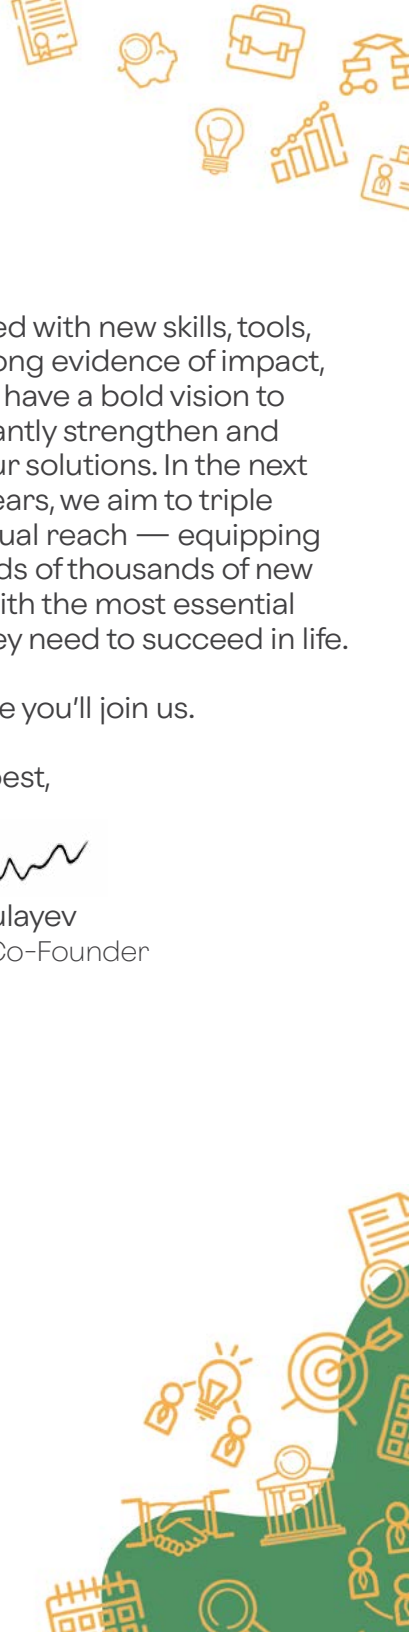 ed with new skills, tools,
ong evidence of impact,
have a bold vision to
antly strengthen and
ur solutions. In the next
ears, we aim to triple
ual reach — equipping
ds of thousands of new
ith the most essential
ey need to succeed in life.
e you'll join us.
best,
ulayev
Co-Founder